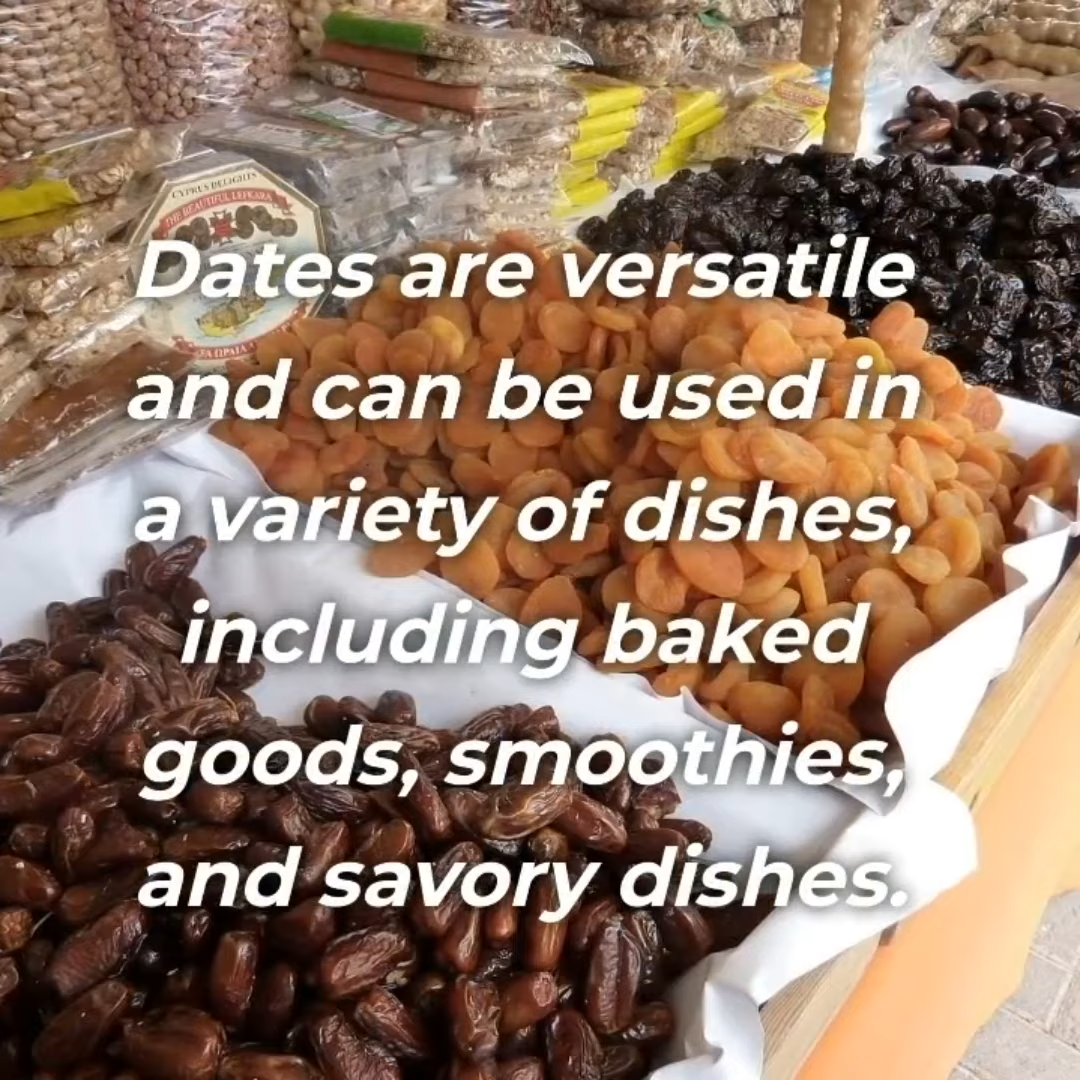 CYPRUS DELIGHTS
THE BEAUTIFUL LEFKARA
Dates are versatile
and can be used in
a variety of dishes,
including baked
goods, smoothies,
and savory dishes.